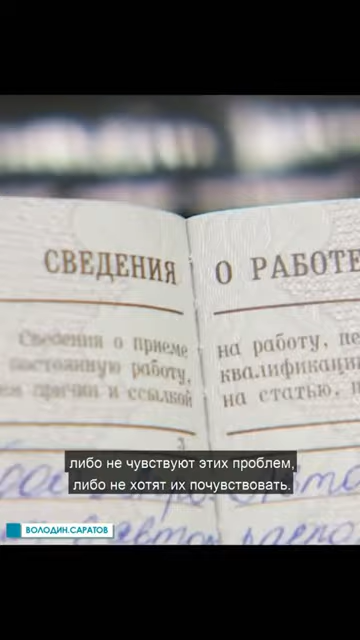 СВЕДЕНИЯ
О РАБОТЕ
Сведения о приеме
на работу, пе
постоянную работу,
квалификаци
причин и ссылкой
на статью,
3
либо не чувствуют этих проблем,
либо не хотят их почувствовать.
ВОЛОДИН.САРАТОВ